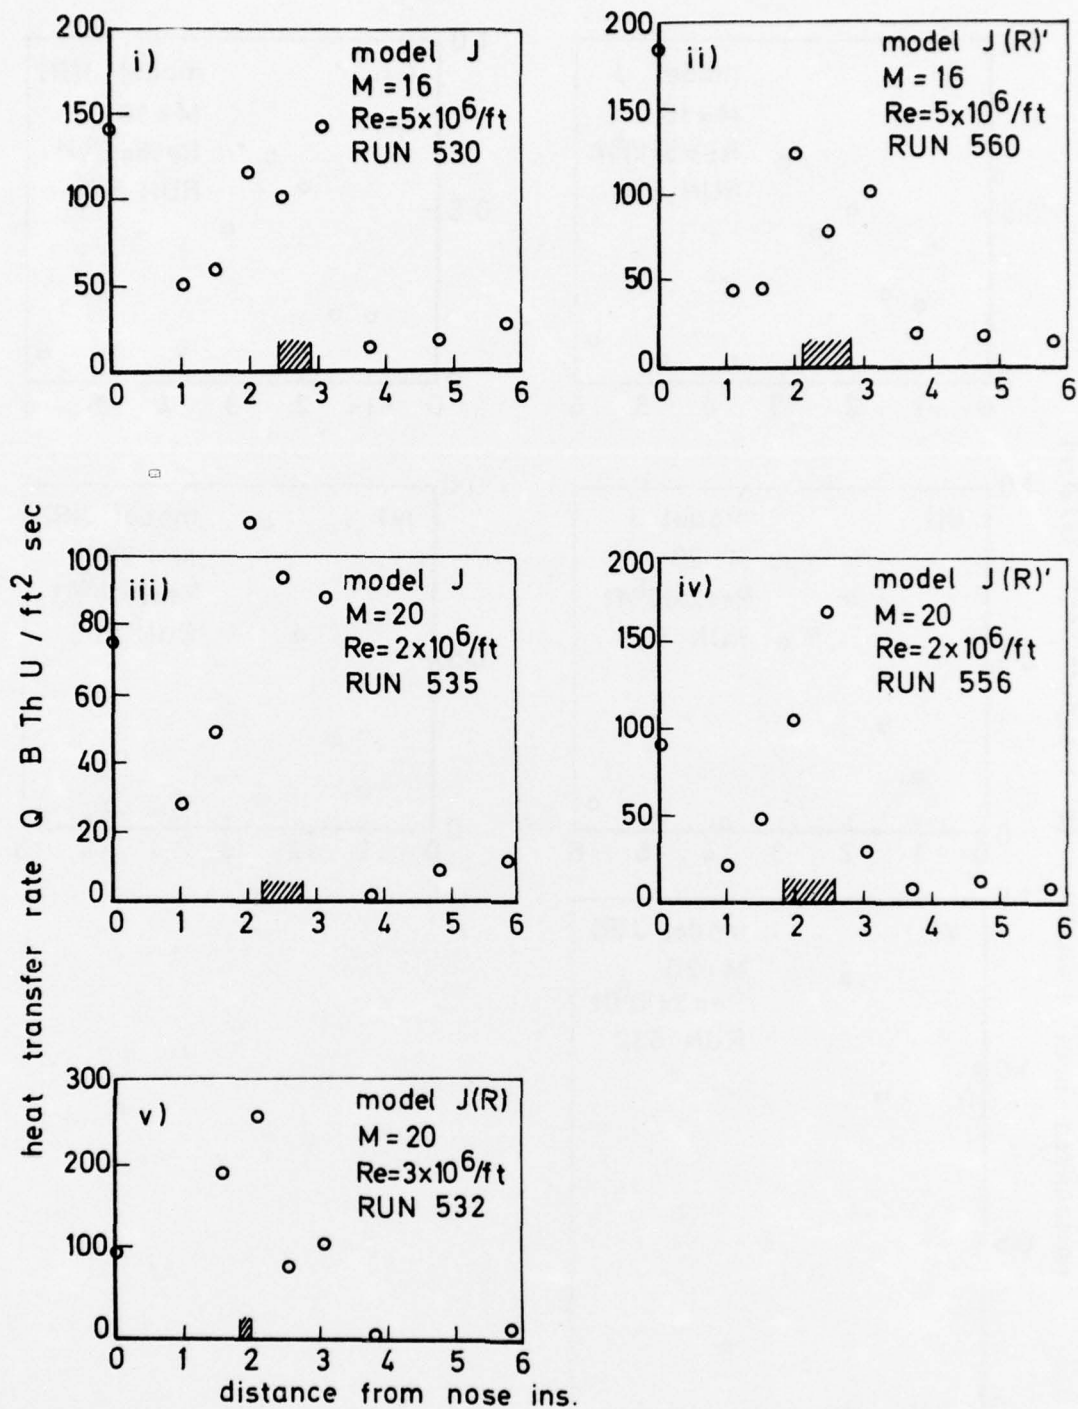 i)
model J
M = 16
Re=5x10⁶/ft
RUN 530
200
150
100
50
0
0 1 2 3 4 5 6
ii)
model J(R)'
M = 16
Re=5x10⁶/ft
RUN 560
200
150
100
50
0
0 1 2 3 4 5 6
iii)
model J
M = 20
Re=2x10⁶/ft
RUN 535
100
80
60
40
20
0
0 1 2 3 4 5 6
iv)
model J(R)'
M = 20
Re=2x10⁶/ft
RUN 556
200
150
100
50
0
0 1 2 3 4 5 6
v)
model J(R)
M = 20
Re=3x10⁶/ft
RUN 532
300
200
100
0
0 1 2 3 4 5 6
heat transfer rate Q B Th U / ft² sec
distance from nose ins.